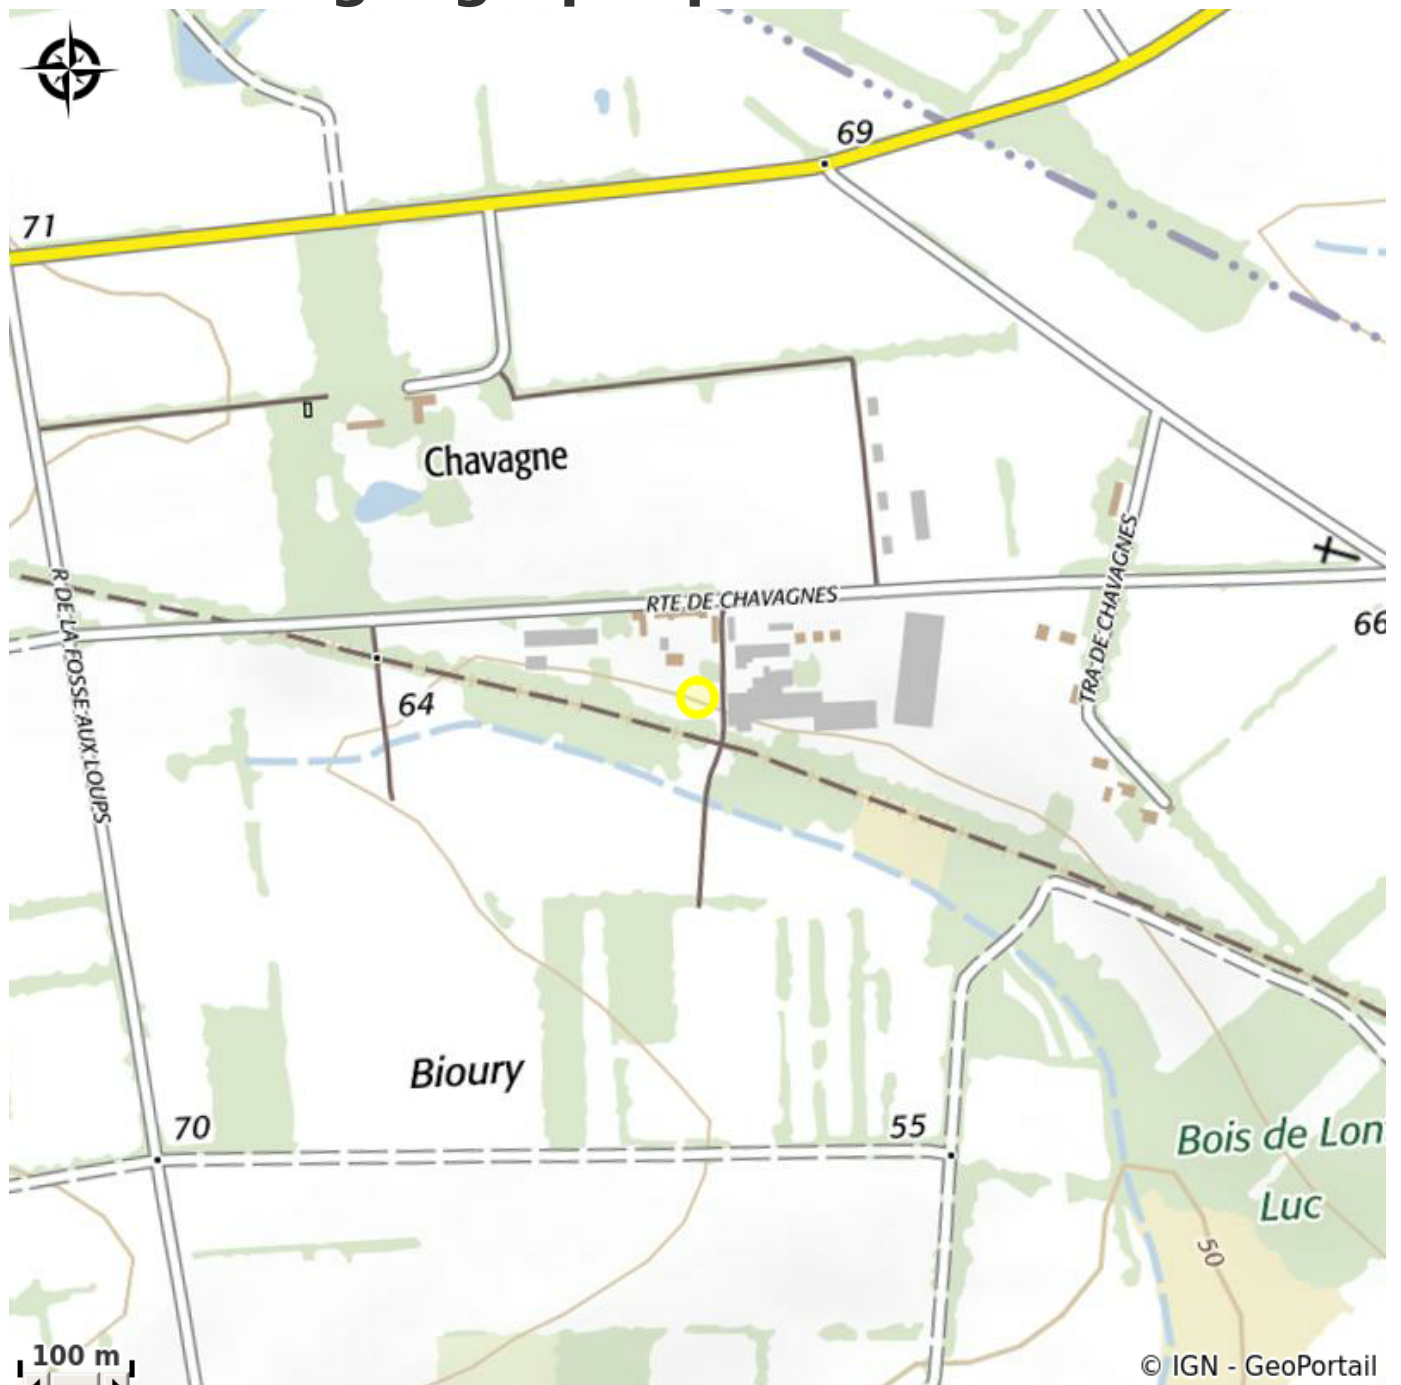 69
71
Chavagne
RTE DE CHAVAGNES
TRA DE CHAVAGNES
R DE LA FOSSE AUX LOUPS
66
64
Bioury
70
55
Bois de Lon
Luc
50
100 m
© IGN - GeoPortail